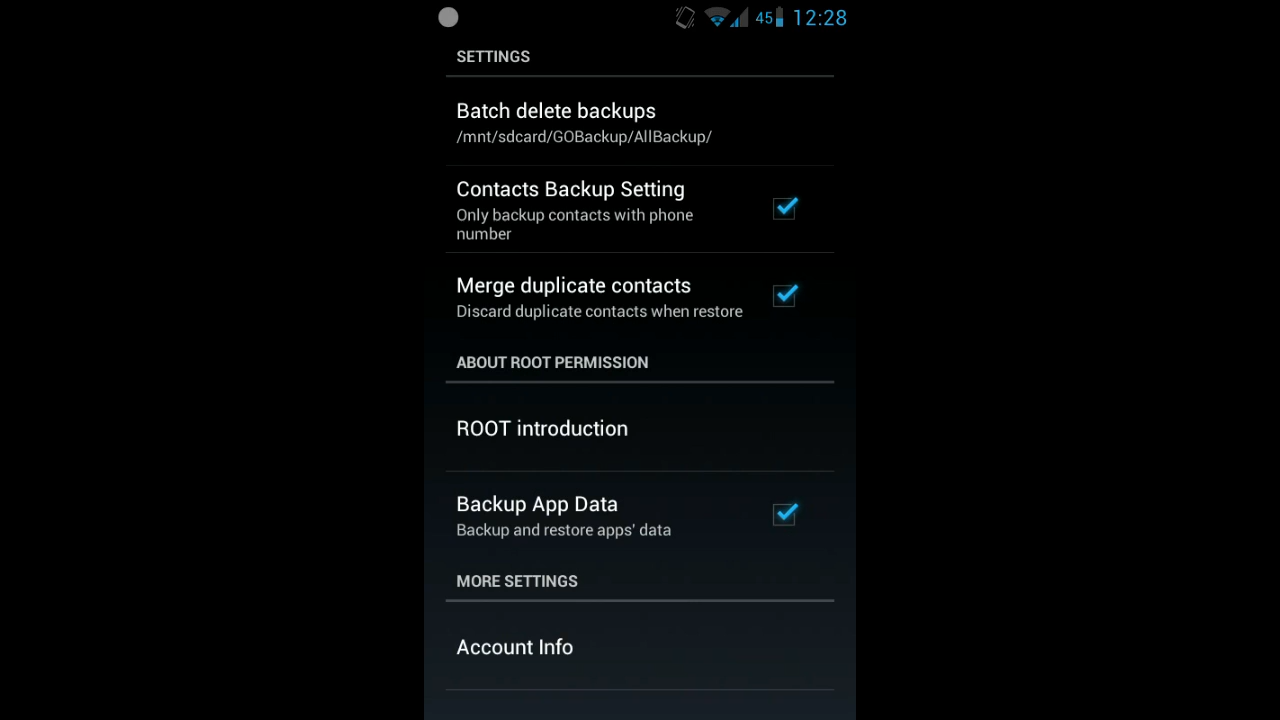 45 12:28
SETTINGS
Batch delete backups
/mnt/sdcard/GOBackup/AllBackup/
Contacts Backup Setting
Only backup contacts with phone
number
Merge duplicate contacts
Discard duplicate contacts when restore
ABOUT ROOT PERMISSION
ROOT introduction
Backup App Data
Backup and restore apps' data
MORE SETTINGS
Account Info